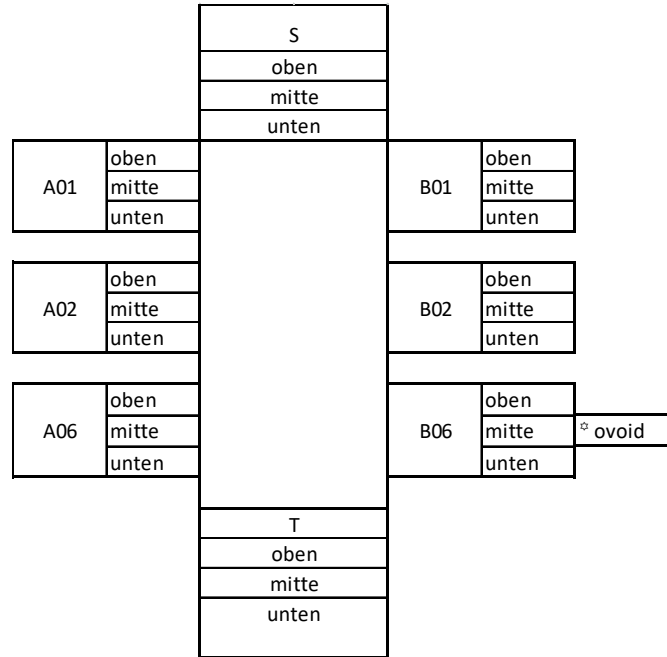 S
oben
mitte
unten
A01
oben
mitte
unten
B01
oben
mitte
unten
A02
oben
mitte
unten
B02
oben
mitte
unten
A06
oben
mitte
unten
B06
oben
mitte
unten
✡ ovoid
T
oben
mitte
unten